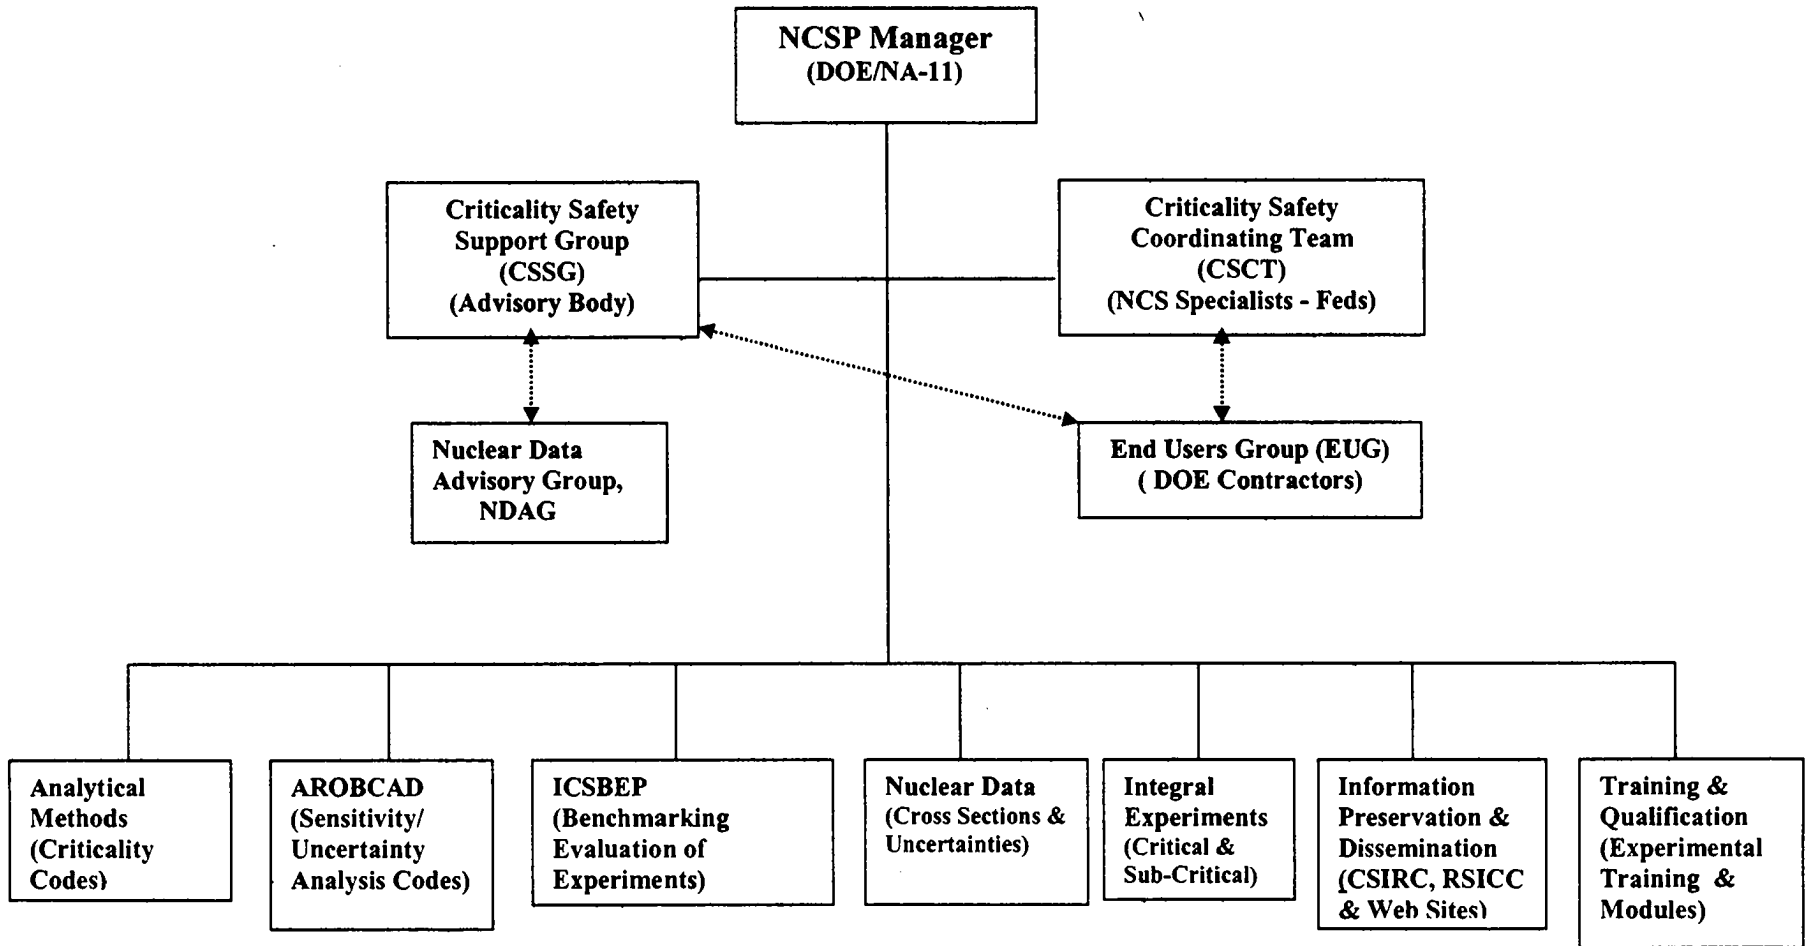 NCSP Manager
(DOE/NA-11)
Criticality Safety
Support Group
(CSSG)
(Advisory Body)
Criticality Safety
Coordinating Team
(CSCT)
(NCS Specialists - Feds)
Nuclear Data
Advisory Group,
NDAG
End Users Group (EUG)
( DOE Contractors)
Analytical
Methods
(Criticality
Codes)
AROBCAD
(Sensitivity/
Uncertainty
Analysis Codes)
ICSBEP
(Benchmarking
Evaluation of
Experiments)
Nuclear Data
(Cross Sections &
Uncertainties)
Integral
Experiments
(Critical &
Sub-Critical)
Information
Preservation &
Dissemination
(CSIRC, RSICC
& Web Sites)
Training &
Qualification
(Experimental
Training &
Modules)